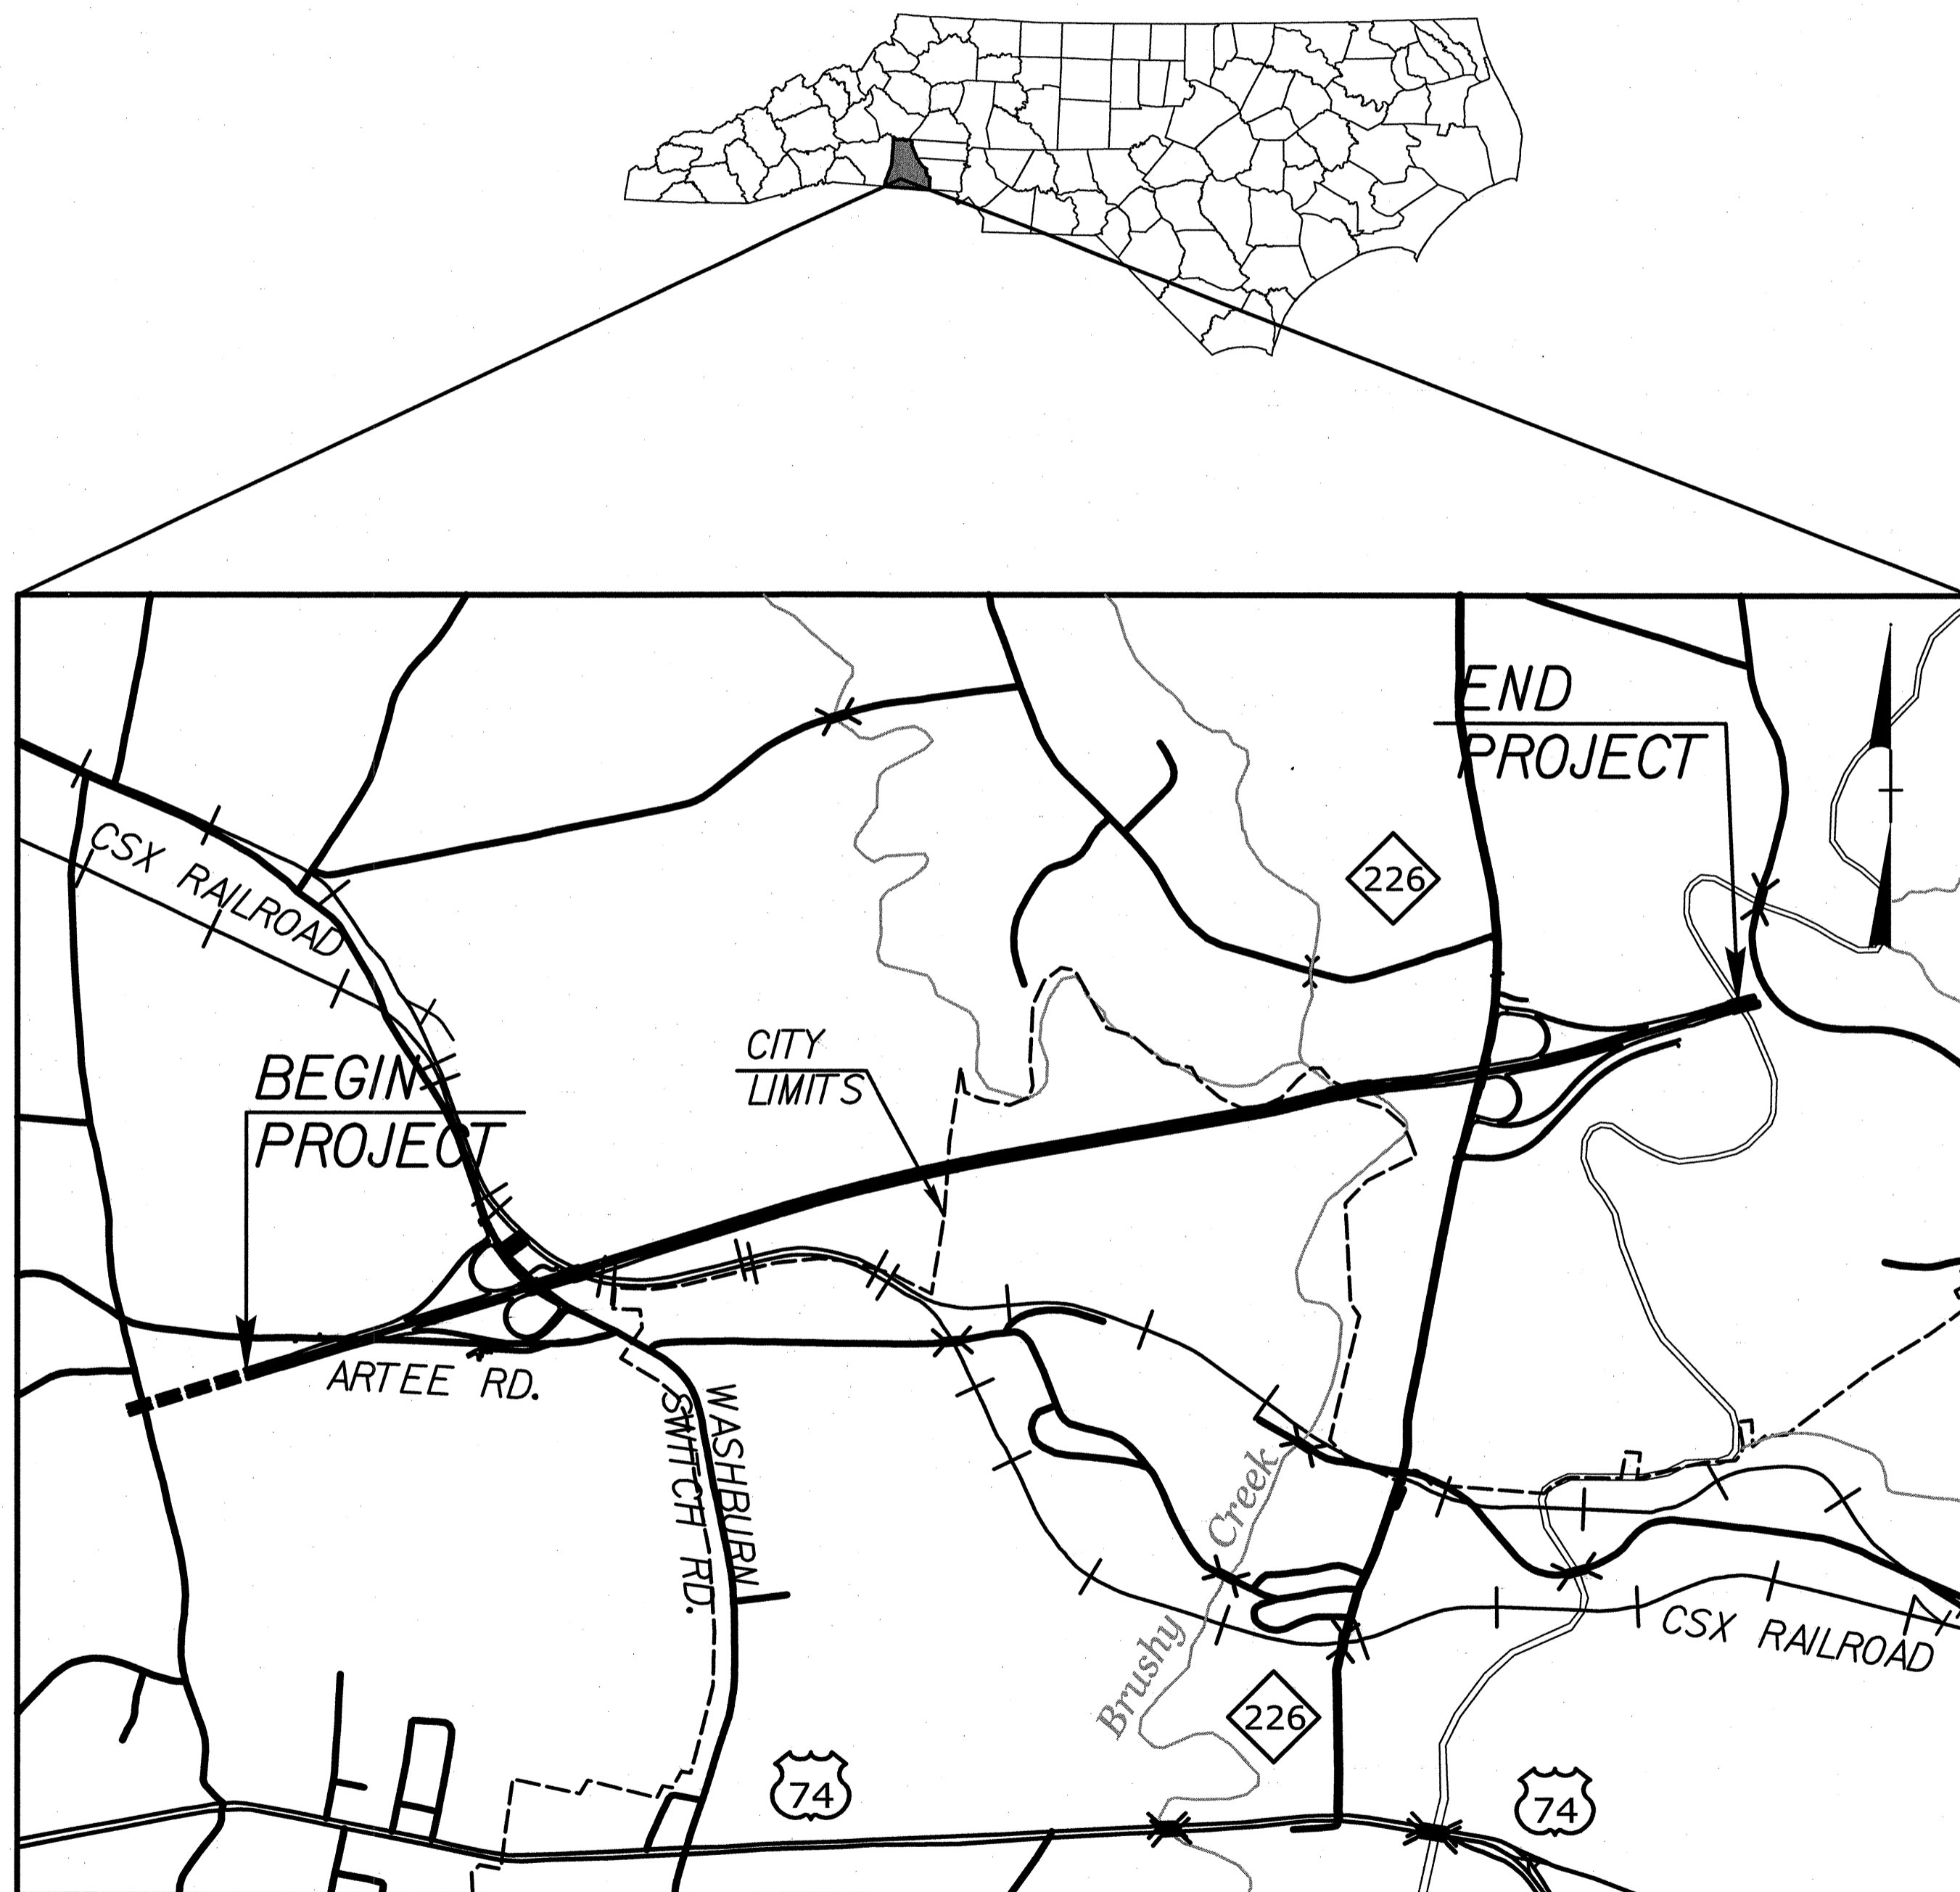 END
PROJECT
226
CSX RAILROAD
CITY
LIMITS
BEGIN
PROJECT
ARTEE RD.
WASHBURN
SWITCH RD.
Brushy Creek
CSX RAILROAD
226
74
74